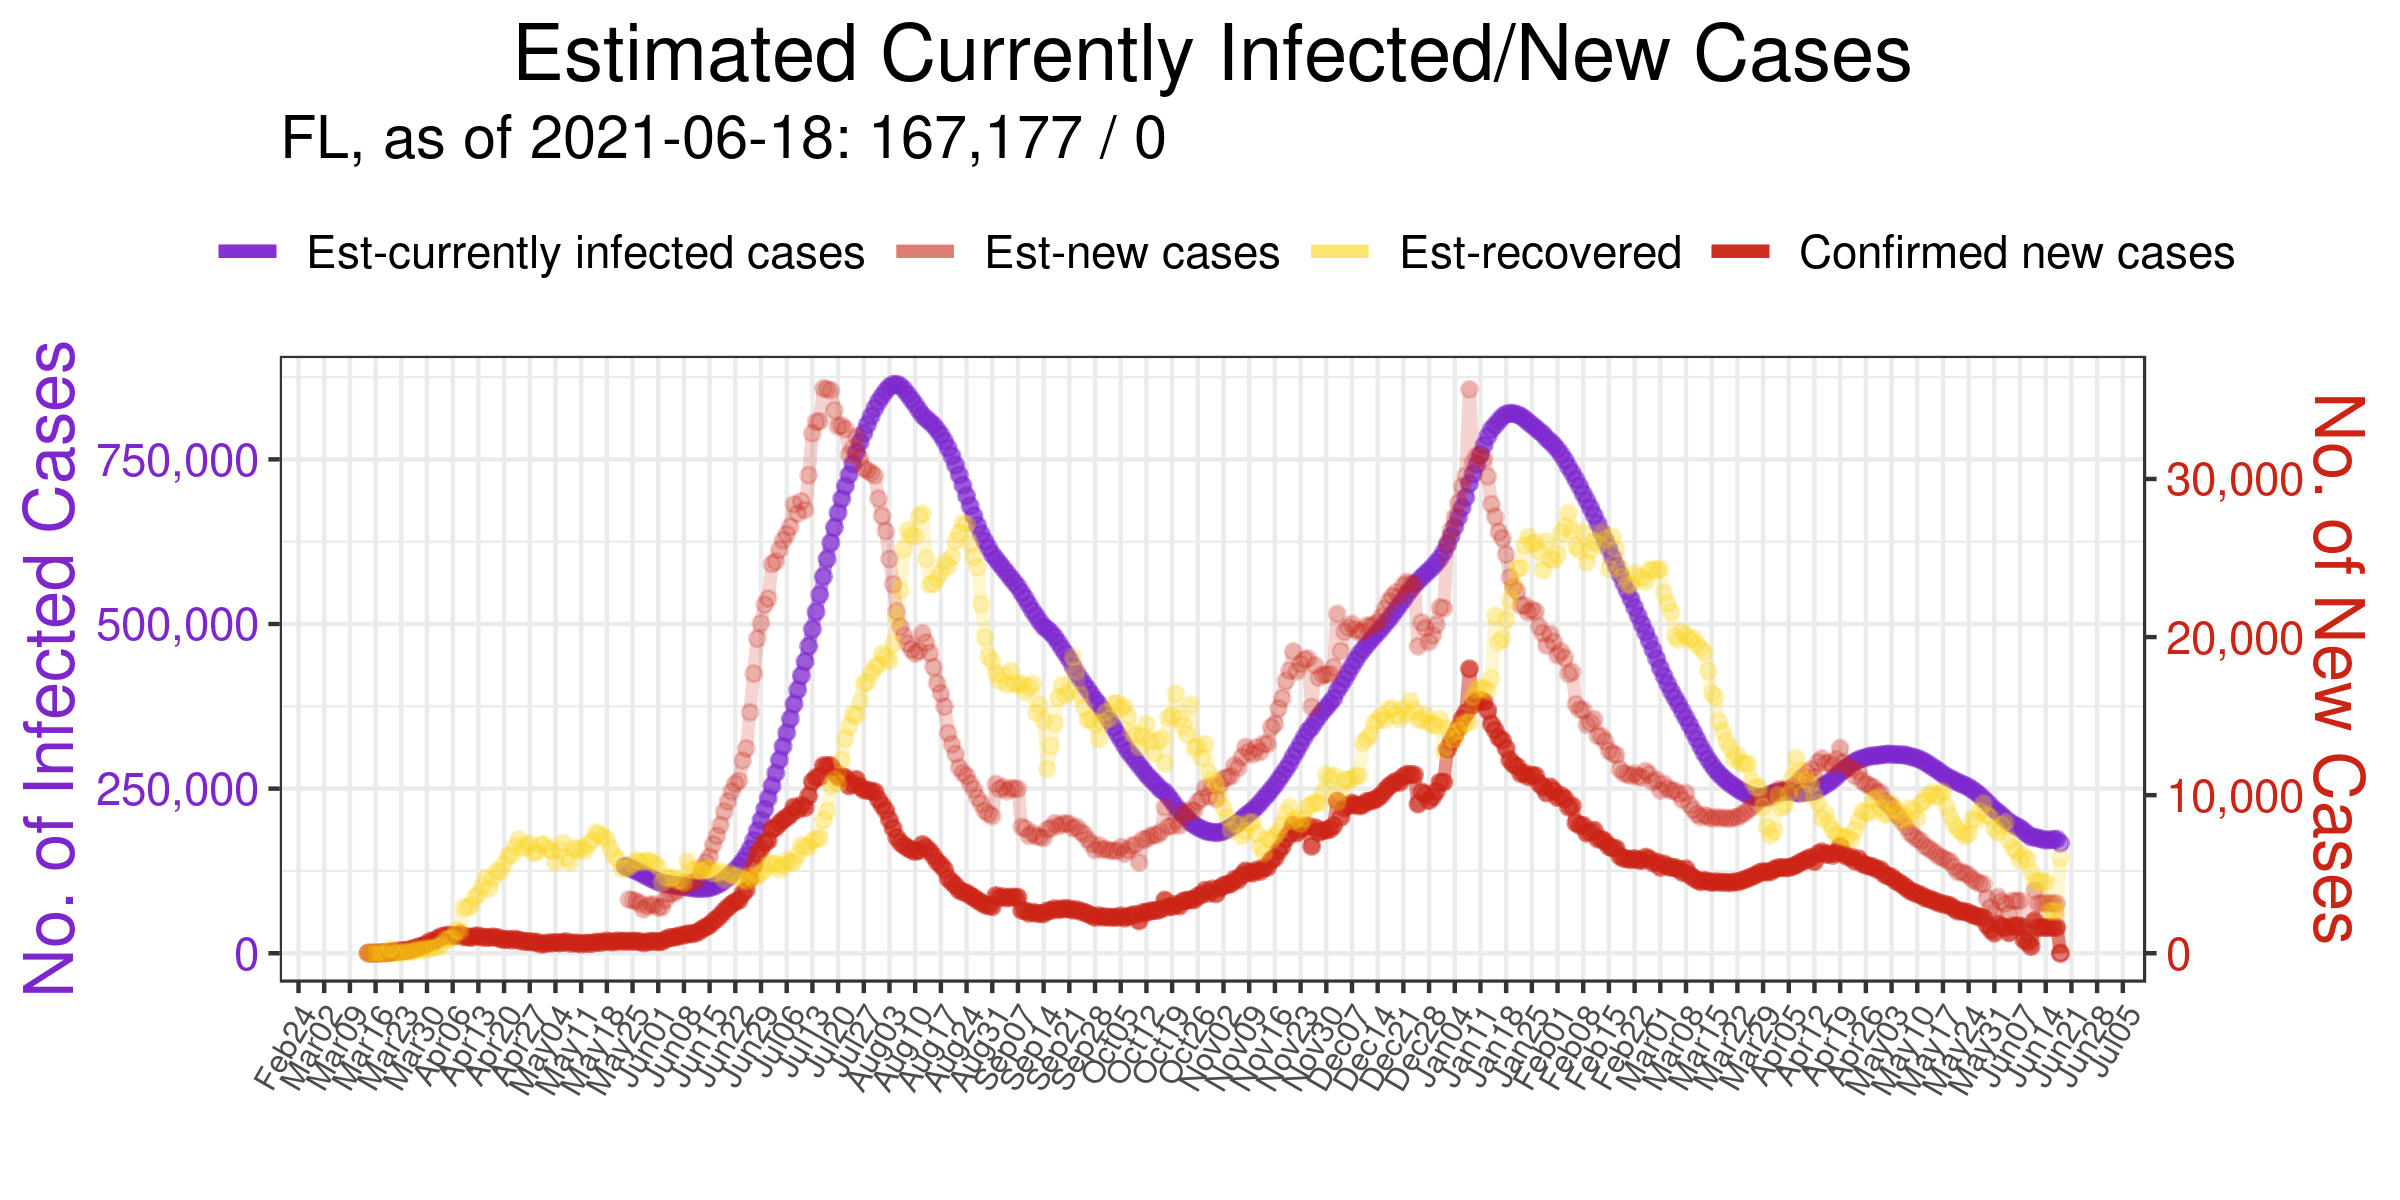 Estimated Currently Infected/New Cases
FL, as of 2021-06-18: 167,177 / 0
Est-currently infected cases
Est-new cases
Est-recovered
Confirmed new cases
No. of Infected Cases
750,000
500,000
250,000
0
30,000
20,000
10,000
0
No. of New Cases
Feb24
Mar02
Mar09
Mar16
Mar23
Mar30
Apr06
Apr13
Apr20
Apr27
May04
May11
May18
May25
Jun01
Jun08
Jun15
Jun22
Jun29
Jul06
Jul13
Jul20
Jul27
Aug03
Aug10
Aug17
Aug24
Aug31
Sep07
Sep14
Sep21
Sep28
Oct05
Oct12
Oct19
Oct26
Nov02
Nov09
Nov16
Nov23
Nov30
Dec07
Dec14
Dec21
Dec28
Jan04
Jan11
Jan18
Jan25
Feb01
Feb08
Feb15
Feb22
Mar01
Mar08
Mar15
Mar22
Mar29
Apr05
Apr12
Apr19
Apr26
May03
May10
May17
May24
May31
Jun07
Jun14
Jun21
Jun28
Jul05